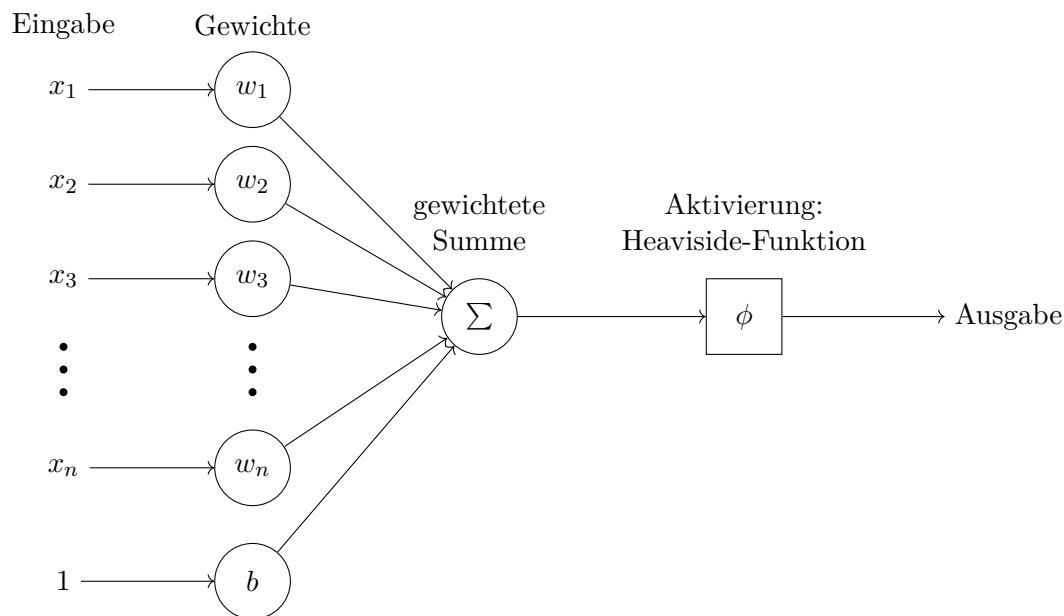 Eingabe
Gewichte
x₁
w₁
x₂
w₂
gewichtete
Summe
Aktivierung:
Heaviside-Funktion
x₃
w₃
∑
ϕ
Ausgabe
xₙ
wₙ
1
b